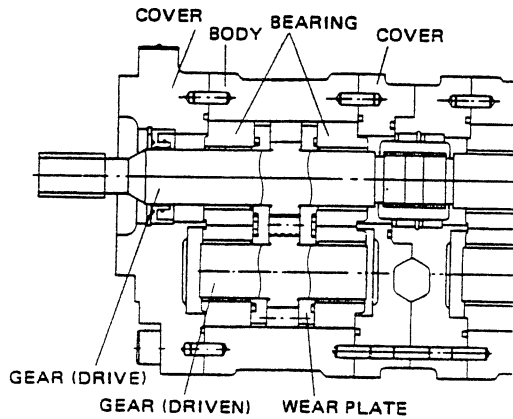 COVER
BODY
BEARING
COVER
GEAR (DRIVE)
GEAR (DRIVEN)
WEAR PLATE